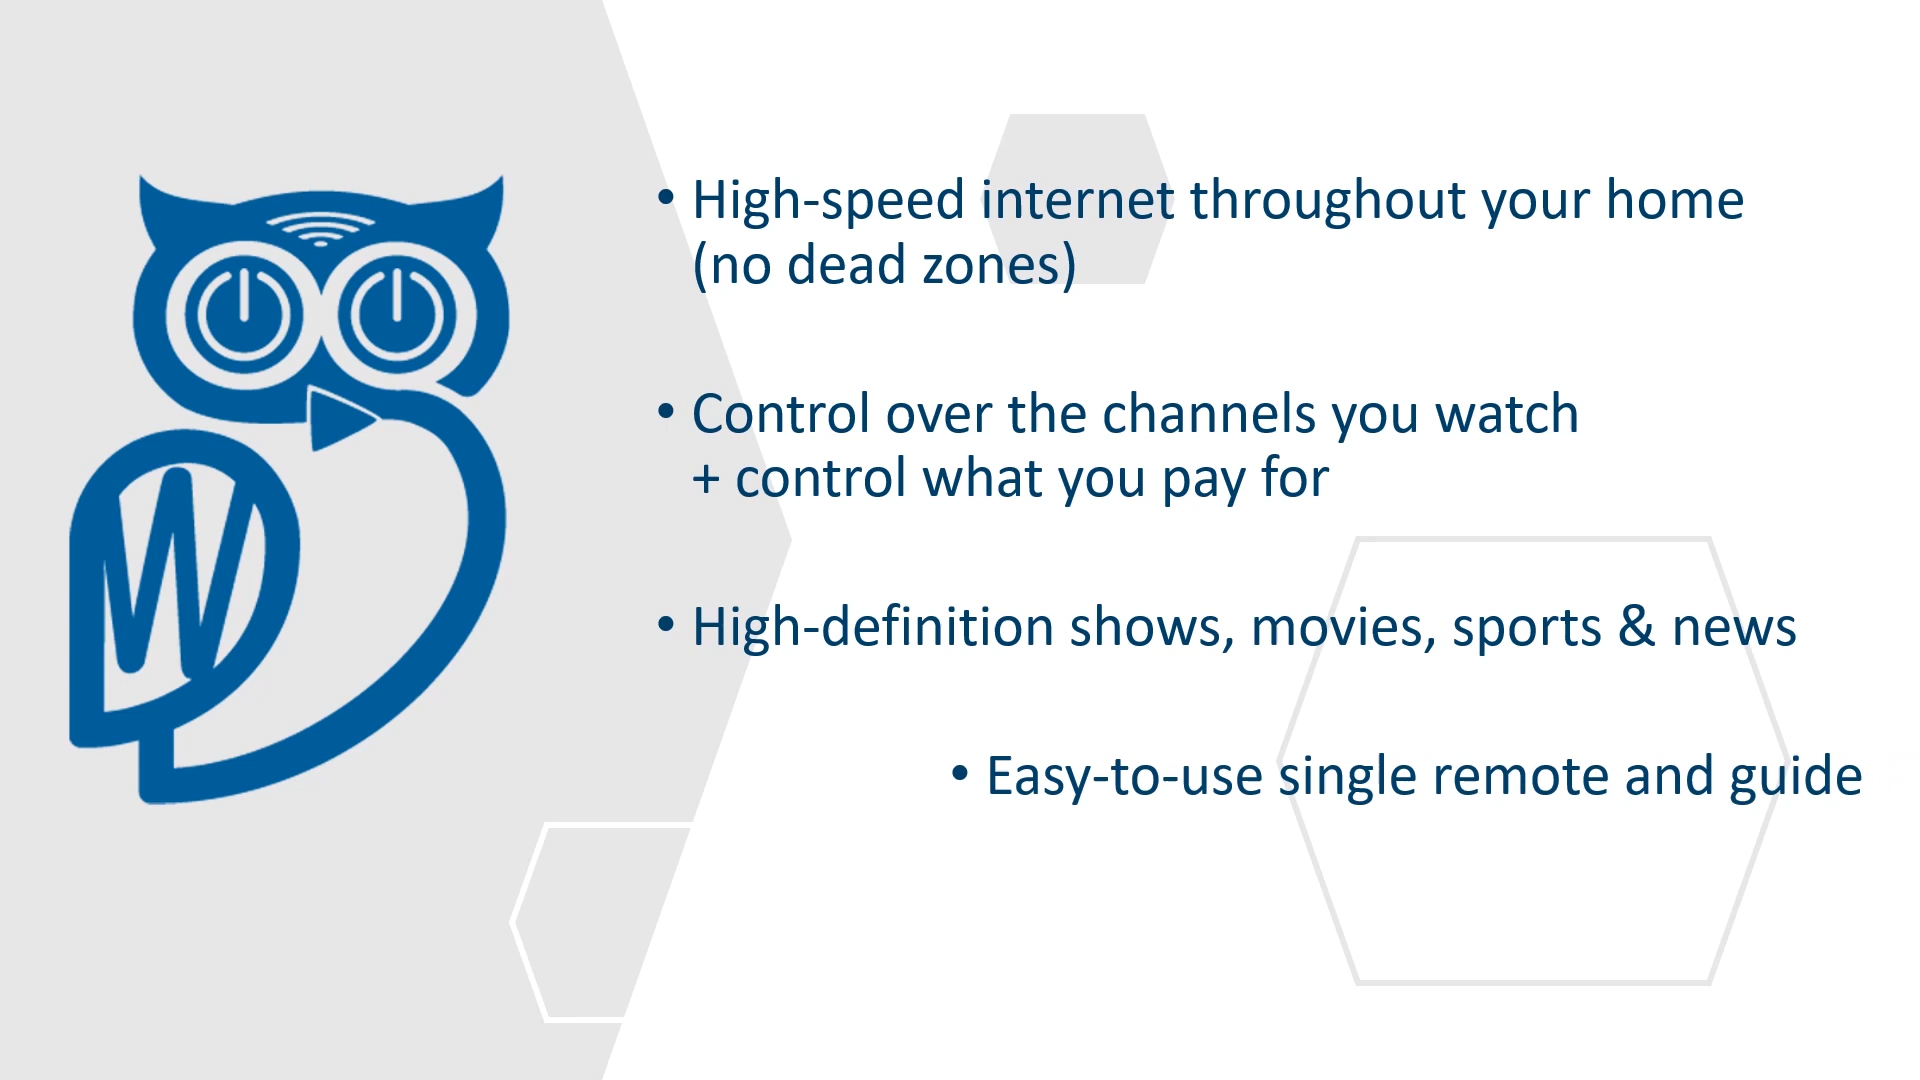 W
• High-speed internet throughout your home
(no dead zones)
• Control over the channels you watch
+ control what you pay for
• High-definition shows, movies, sports & news
• Easy-to-use single remote and guide